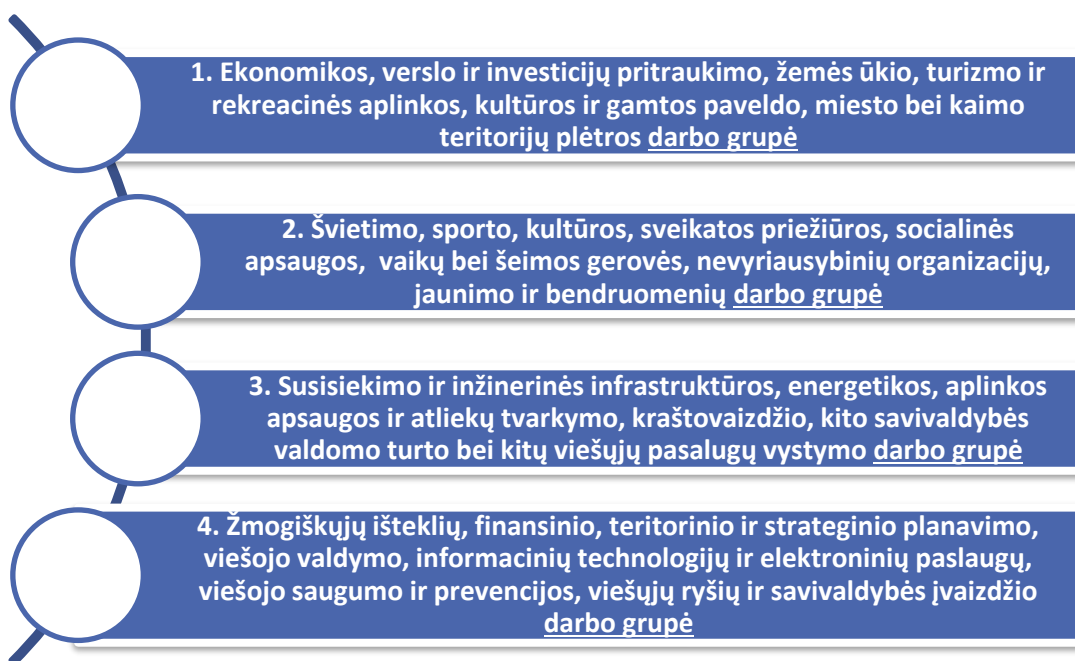 1. Ekonomikos, verslo ir investicijų pritraukimo, žemės ūkio, turizmo ir
rekreacinės aplinkos, kultūros ir gamtos paveldo, miesto bei kaimo
teritorijų plėtros darbo grupė
2. Švietimo, sporto, kultūros, sveikatos priežiūros, socialinės
apsaugos, vaikų bei šeimos gerovės, nevyriausybinių organizacijų,
jaunimo ir bendruomenių darbo grupė
3. Susisiekimo ir inžinerinės infrastruktūros, energetikos, aplinkos
apsaugos ir atliekų tvarkymo, kraštovaizdžio, kito savivaldybės
valdomo turto bei kitų viešųjų pasalugų vystymo darbo grupė
4. Žmogiškųjų išteklių, finansinio, teritorinio ir strateginio planavimo,
viešojo valdymo, informacinių technologijų ir elektroninių paslaugų,
viešojo saugumo ir prevencijos, viešųjų ryšių ir savivaldybės įvaizdžio
darbo grupė